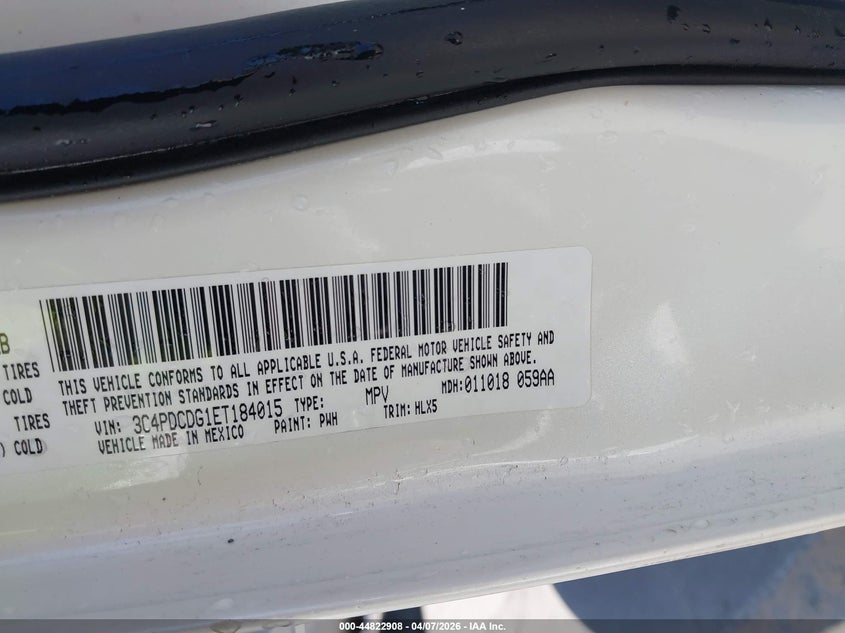 B
TIRES
COLD
TIRES
) COLD
THIS VEHICLE CONFORMS TO ALL APPLICABLE U.S.A. FEDERAL MOTOR VEHICLE SAFETY AND
THEFT PREVENTION STANDARDS IN EFFECT ON THE DATE OF MANUFACTURE SHOWN ABOVE.
VIN: 3C4PDCDG1ET184015 TYPE: MPV MDH: 011018 059AA
VEHICLE MADE IN MEXICO PAINT: PWH TRIM: HLX5
000-44822908 - 04/07/2026 - IAA Inc.